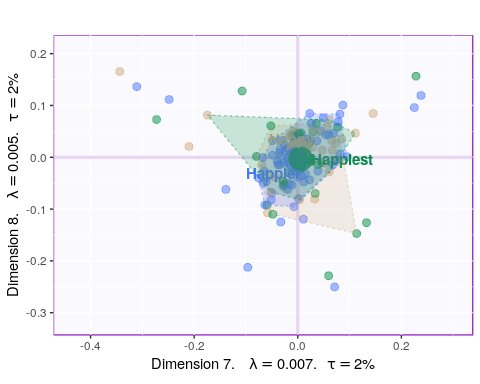 0.2
0.1
0.0
-0.1
-0.2
-0.3
Dimension 8.   λ = 0.005.   τ = 2%
Happiest
Happier
-0.4
-0.2
0.0
0.2
Dimension 7.   λ = 0.007.   τ = 2%